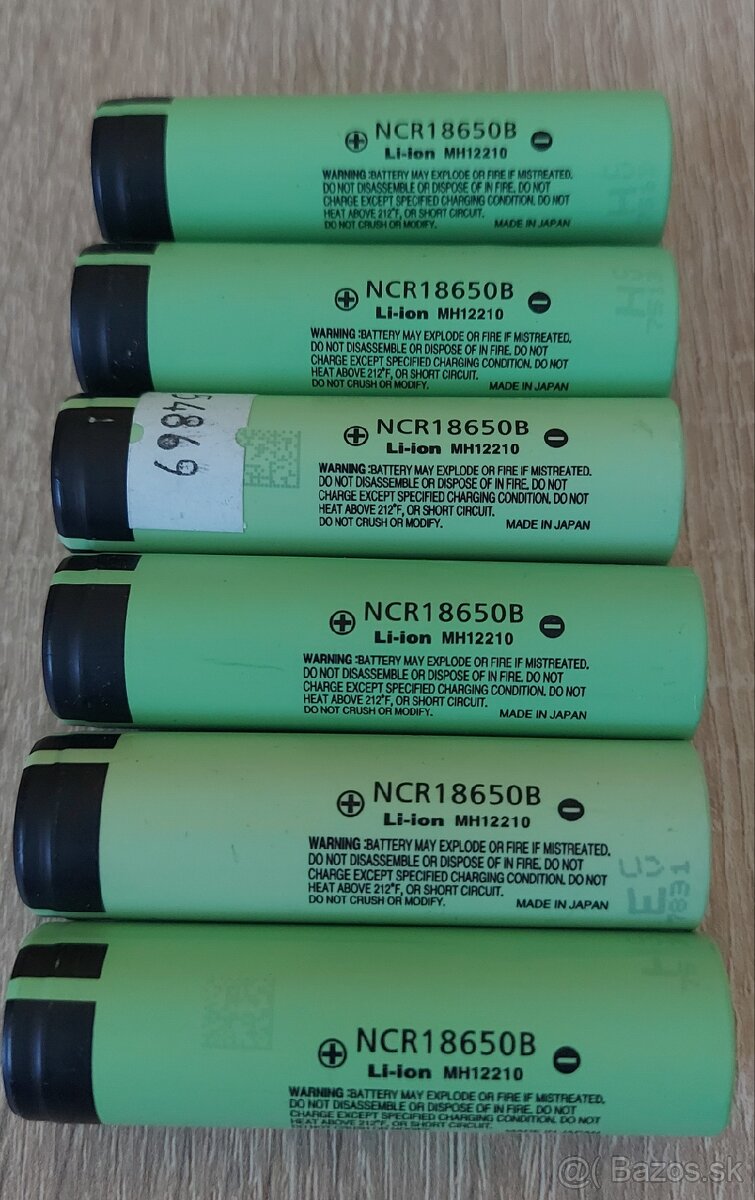 ⊕ NCR18650B ⊖
Li-ion MH12210
WARNING :BATTERY MAY EXPLODE OR FIRE IF MISTREATED.
DO NOT DISASSEMBLE OR DISPOSE OF IN FIRE. DO NOT
CHARGE EXCEPT SPECIFIED CHARGING CONDITION. DO NOT
HEAT ABOVE 212°F, OR SHORT CIRCUIT.
DO NOT CRUSH OR MODIFY. MADE IN JAPAN
⊕ NCR18650B ⊖
Li-ion MH12210
WARNING :BATTERY MAY EXPLODE OR FIRE IF MISTREATED.
DO NOT DISASSEMBLE OR DISPOSE OF IN FIRE. DO NOT
CHARGE EXCEPT SPECIFIED CHARGING CONDITION. DO NOT
HEAT ABOVE 212°F, OR SHORT CIRCUIT.
DO NOT CRUSH OR MODIFY. MADE IN JAPAN
54869
⊕ NCR18650B ⊖
Li-ion MH12210
WARNING :BATTERY MAY EXPLODE OR FIRE IF MISTREATED.
DO NOT DISASSEMBLE OR DISPOSE OF IN FIRE. DO NOT
CHARGE EXCEPT SPECIFIED CHARGING CONDITION, DO NOT
HEAT ABOVE 212°F, OR SHORT CIRCUIT.
DO NOT CRUSH OR MODIFY. MADE IN JAPAN
⊕ NCR18650B ⊖
Li-ion MH12210
WARNING :BATTERY MAY EXPLODE OR FIRE IF MISTREATED.
DO NOT DISASSEMBLE OR DISPOSE OF IN FIRE. DO NOT
CHARGE EXCEPT SPECIFIED CHARGING CONDITION. DO NOT
HEAT ABOVE 212°F, OR SHORT CIRCUIT.
DO NOT CRUSH OR MODIFY. MADE IN JAPAN
⊕ NCR18650B ⊖
Li-ion MH12210
WARNING :BATTERY MAY EXPLODE OR FIRE IF MISTREATED.
DO NOT DISASSEMBLE OR DISPOSE OF IN FIRE. DO NOT
CHARGE EXCEPT SPECIFIED CHARGING CONDITION. DO NOT
HEAT ABOVE 212°F, OR SHORT CIRCUIT.
DO NOT CRUSH OR MODIFY. MADE IN JAPAN
⊕ NCR18650B ⊖
Li-ion MH12210
WARNING :BATTERY MAY EXPLODE OR FIRE IF MISTREATED.
DO NOT DISASSEMBLE OR DISPOSE OF IN FIRE. DO NOT
CHARGE EXCEPT SPECIFIED CHARGING CONDITION. DO NOT
HEAT ABOVE 212°F, OR SHORT CIRCUIT.
MADE IN JAPAN
@( Bazos.sk